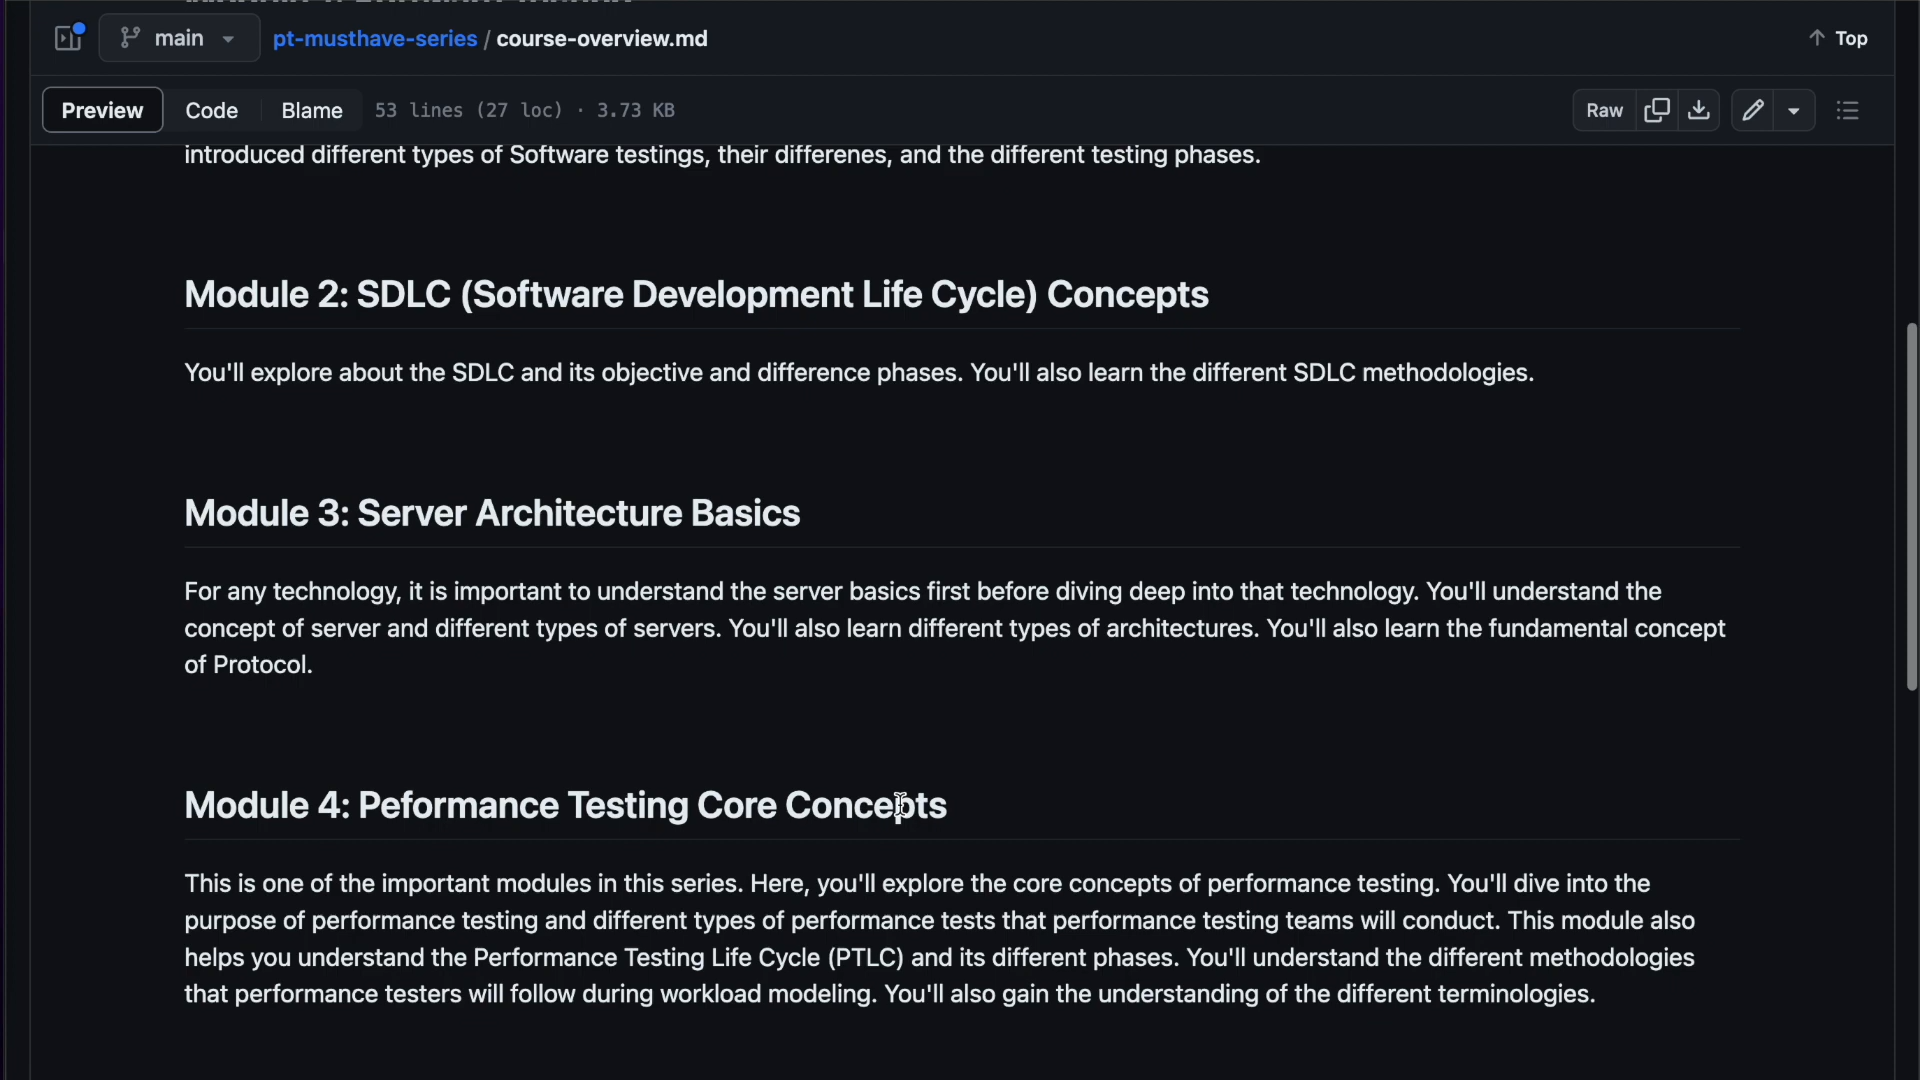 main
pt-musthave-series / course-overview.md
Top
Preview Code Blame 53 lines (27 loc) · 3.73 KB
Raw
introduced different types of Software testings, their differenes, and the different testing phases.
Module 2: SDLC (Software Development Life Cycle) Concepts
You'll explore about the SDLC and its objective and difference phases. You'll also learn the different SDLC methodologies.
Module 3: Server Architecture Basics
For any technology, it is important to understand the server basics first before diving deep into that technology. You'll understand the
concept of server and different types of servers. You'll also learn different types of architectures. You'll also learn the fundamental concept
of Protocol.
Module 4: Peformance Testing Core Concepts
This is one of the important modules in this series. Here, you'll explore the core concepts of performance testing. You'll dive into the
purpose of performance testing and different types of performance tests that performance testing teams will conduct. This module also
helps you understand the Performance Testing Life Cycle (PTLC) and its different phases. You'll understand the different methodologies
that performance testers will follow during workload modeling. You'll also gain the understanding of the different terminologies.